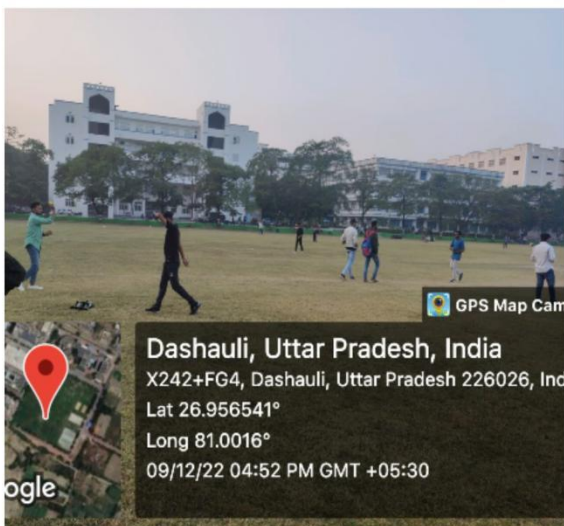 GPS Map Cam
Dashauli, Uttar Pradesh, India
X242+FG4, Dashauli, Uttar Pradesh 226026, Ind
Lat 26.956541°
Long 81.0016°
09/12/22 04:52 PM GMT +05:30
ogle